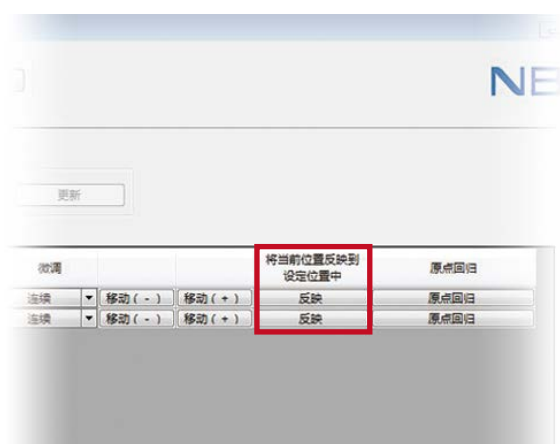 NE
更新
微调
将当前位置反映到
设定位置中
原点回归
连续 移动（-） 移动（+） 反映 原点回归
连续 移动（-） 移动（+） 反映 原点回归